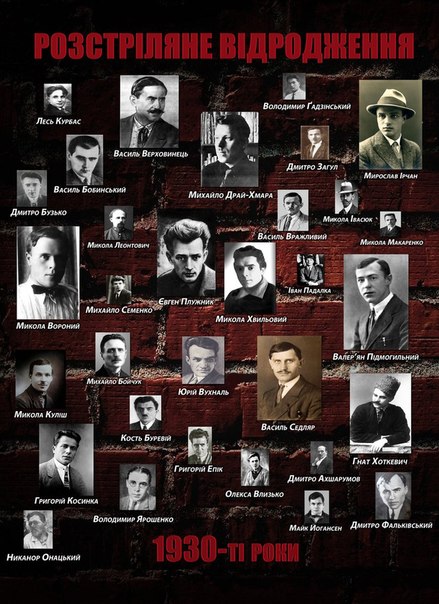 РОЗСТРІЛЯНЕ ВІДРОДЖЕННЯ
Лесь Курбас
Василь Верховинець
Володимир Ґадзінський
Мирослав Ірчан
Василь Бобинський
Михайло Драй-Хмара
Дмитро Загул
Дмитро Бузько
Микола Леонтович
Василь Вражливий
Микола Івасюк
Микола Макаренко
Микола Вороний
Михайло Семенко
Євген Плужник
Микола Хвильовий
Іван Падалка
Валер'ян Підмогильний
Микола Куліш
Михайло Бойчук
Юрій Вухналь
Василь Седляр
Гнат Хоткевич
Кость Буревій
Григорій Косинка
Григорій Епік
Олекса Влизько
Дмитро Ахшарумов
Володимир Ярошенко
Майк Йогансен
Дмитро Фальківський
Никанор Онацький
1930-ті роки